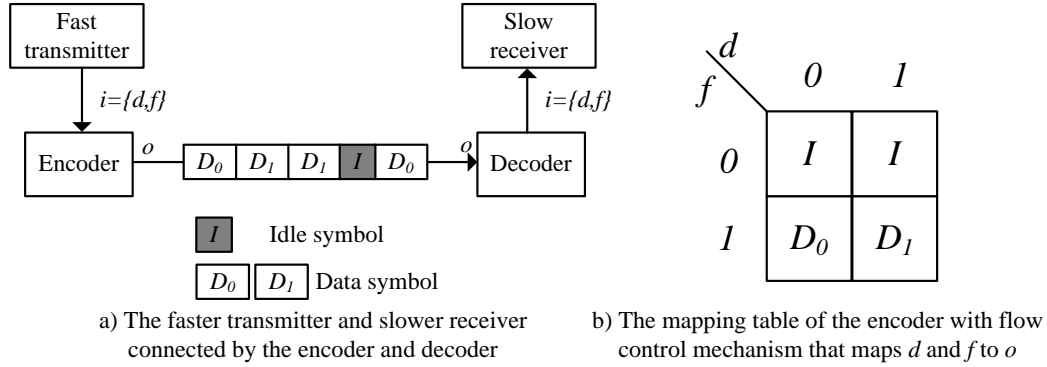 Fast
transmitter
Slow
receiver
i={d,f}
i={d,f}
Encoder
o
D0
D1
D1
I
D0
o
Decoder
I
Idle symbol
D0
D1
Data symbol
a) The faster transmitter and slower receiver
connected by the encoder and decoder
d
f
0
1
0
I
I
1
D0
D1
b) The mapping table of the encoder with flow
control mechanism that maps d and f to o